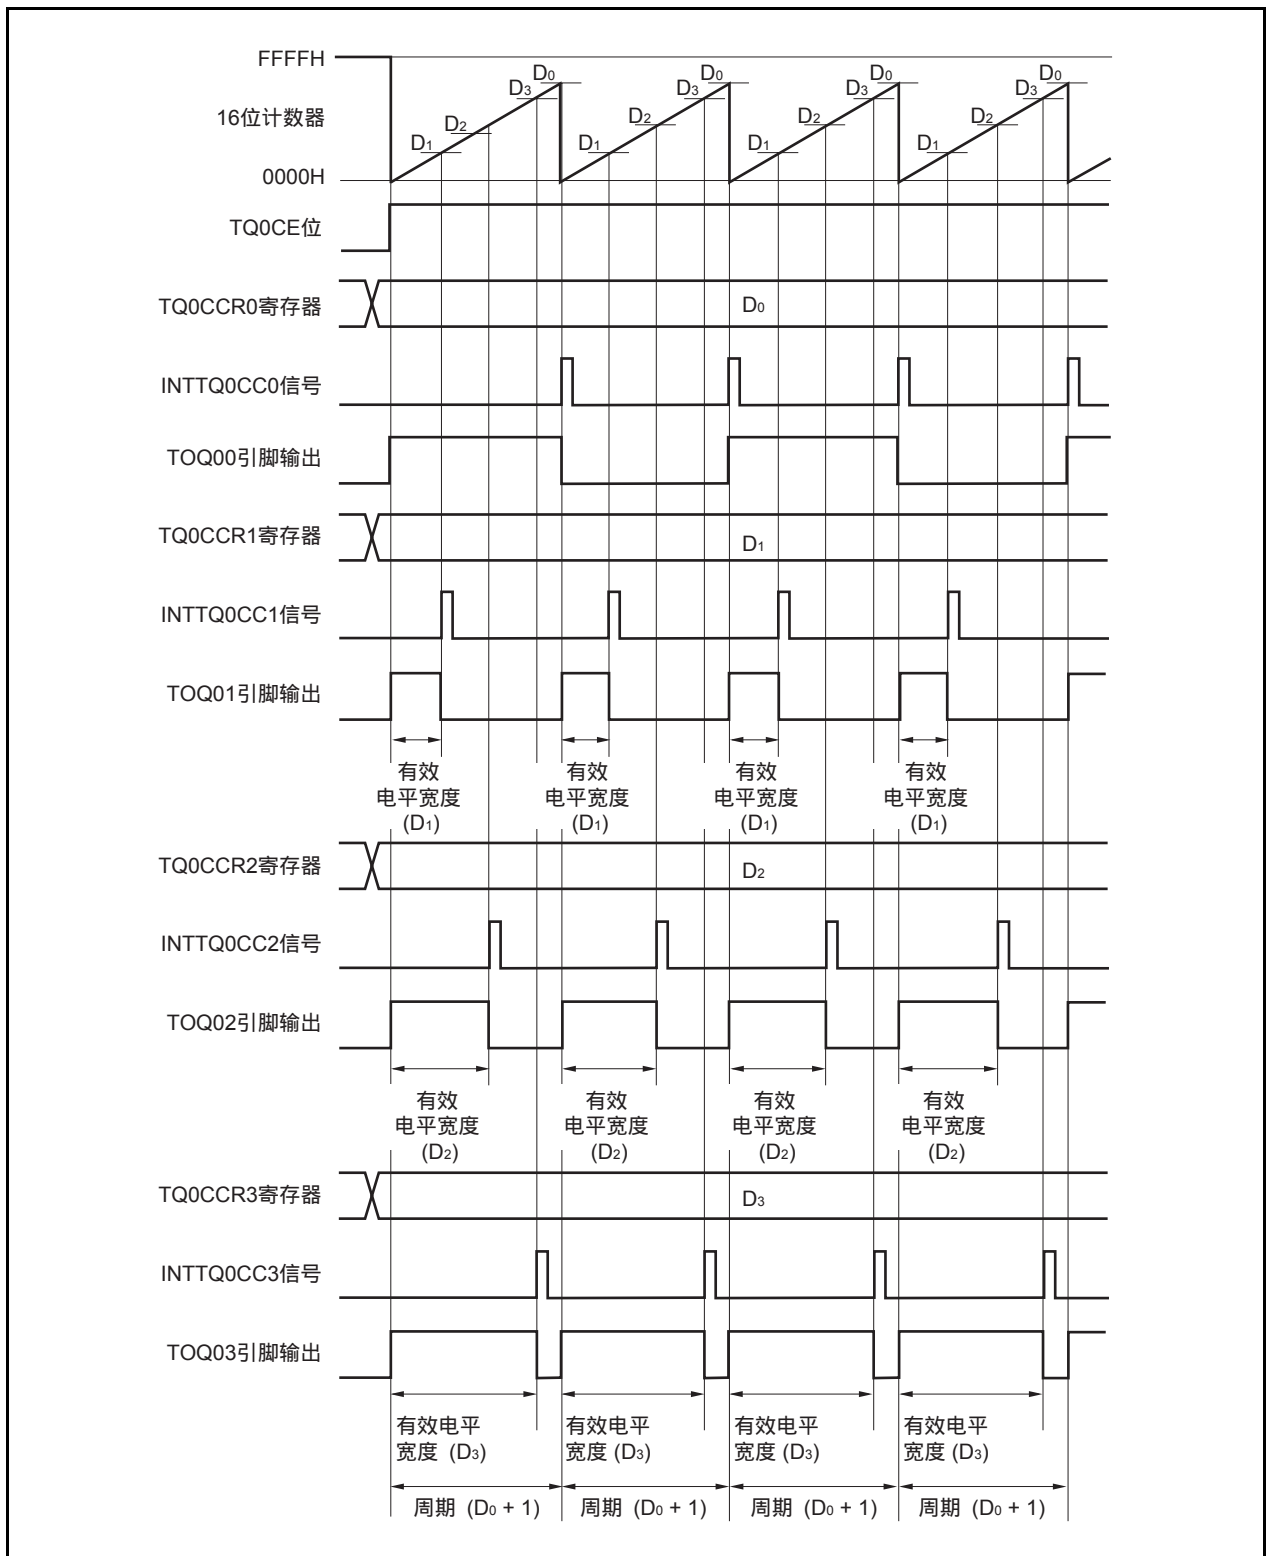 FFFFH
D0 D0 D0 D0
D3 D3 D3 D3
16位计数器
D2 D2 D2 D2
D1 D1 D1 D1
0000H
TQ0CE位
TQ0CCR0寄存器
D0
INTTQ0CC0信号
TOQ00引脚输出
TQ0CCR1寄存器
D1
INTTQ0CC1信号
TOQ01引脚输出
有效 有效 有效 有效
电平宽度 电平宽度 电平宽度 电平宽度
(D1) (D1) (D1) (D1)
TQ0CCR2寄存器
D2
INTTQ0CC2信号
TOQ02引脚输出
有效 有效 有效 有效
电平宽度 电平宽度 电平宽度 电平宽度
(D2) (D2) (D2) (D2)
TQ0CCR3寄存器
D3
INTTQ0CC3信号
TOQ03引脚输出
有效电平 有效电平 有效电平 有效电平
宽度 (D3) 宽度 (D3) 宽度 (D3) 宽度 (D3)
周期 (D0 + 1) 周期 (D0 + 1) 周期 (D0 + 1) 周期 (D0 + 1)